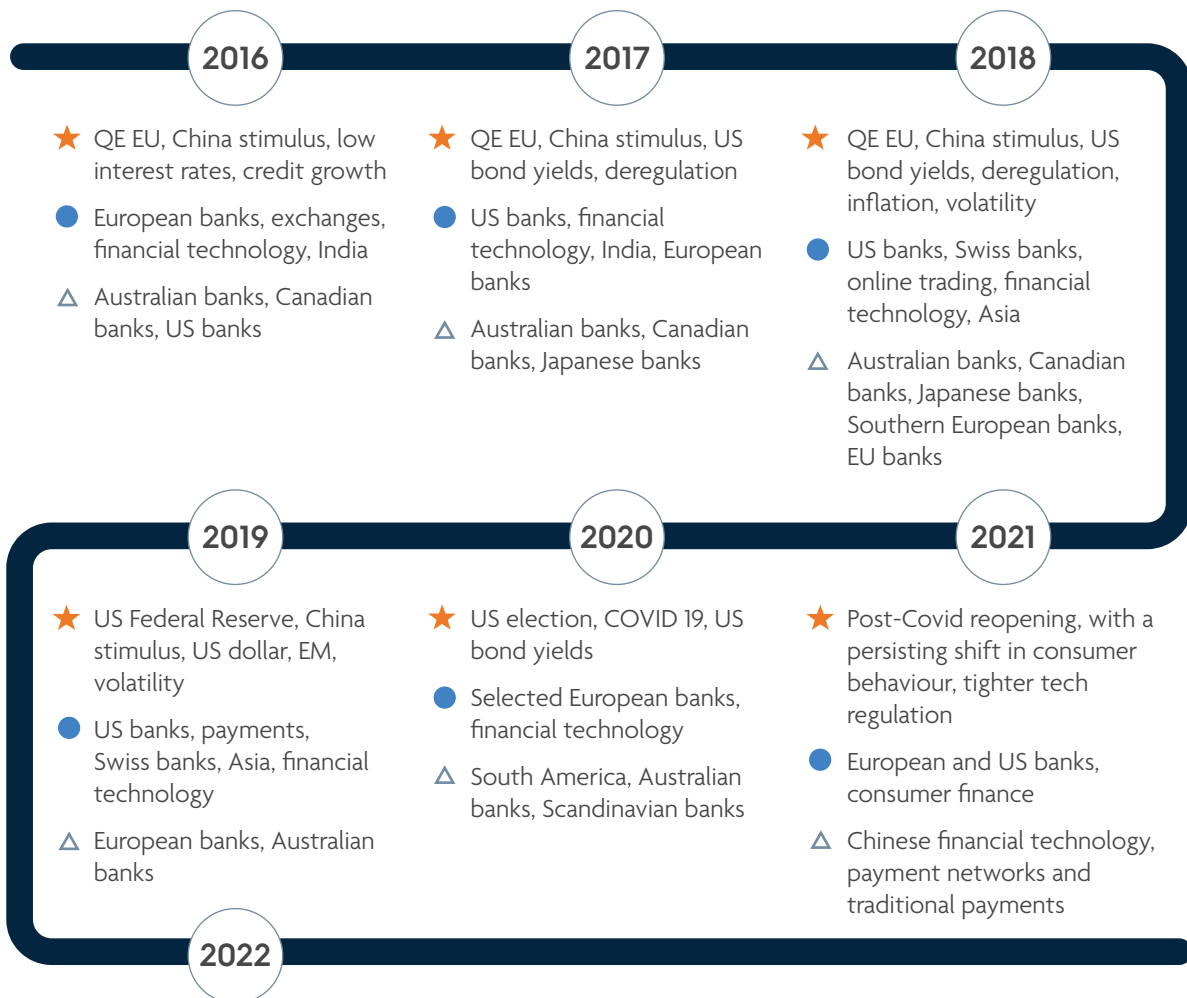 2016
QE EU, China stimulus, low
interest rates, credit growth
European banks, exchanges,
financial technology, India
Australian banks, Canadian
banks, US banks
2017
QE EU, China stimulus, US
bond yields, deregulation
US banks, financial
technology, India, European
banks
Australian banks, Canadian
banks, Japanese banks
2018
QE EU, China stimulus, US
bond yields, deregulation,
inflation, volatility
US banks, Swiss banks,
online trading, financial
technology, Asia
Australian banks, Canadian
banks, Japanese banks,
Southern European banks,
EU banks
2019
US Federal Reserve, China
stimulus, US dollar, EM,
volatility
US banks, payments,
Swiss banks, Asia, financial
technology
European banks, Australian
banks
2020
US election, COVID 19, US
bond yields
Selected European banks,
financial technology
South America, Australian
banks, Scandinavian banks
2021
Post-Covid reopening, with a
persisting shift in consumer
behaviour, tighter tech
regulation
European and US banks,
consumer finance
Chinese financial technology,
payment networks and
traditional payments
2022